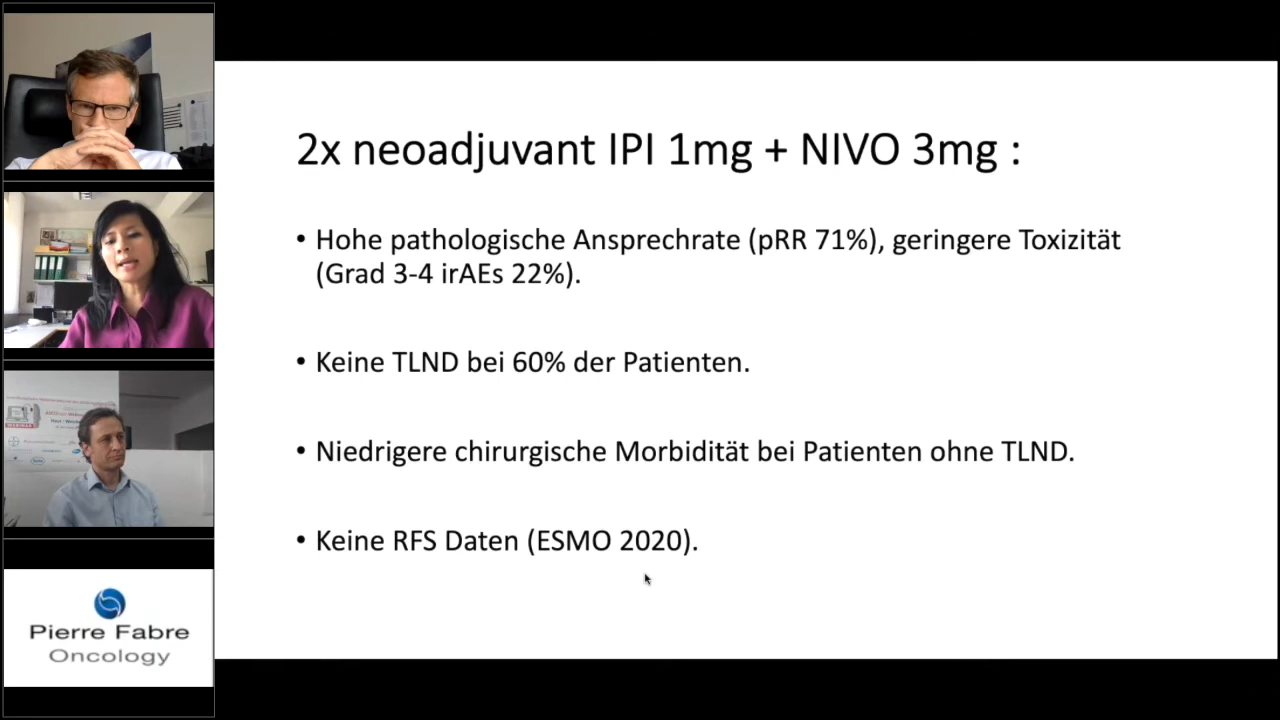 2x neoadjuvant IPI 1mg + NIVO 3mg :
• Hohe pathologische Ansprechrate (pRR 71%), geringere Toxizität
(Grad 3-4 irAEs 22%).
• Keine TLND bei 60% der Patienten.
• Niedrigere chirurgische Morbidität bei Patienten ohne TLND.
• Keine RFS Daten (ESMO 2020).
Pierre Fabre
Oncology